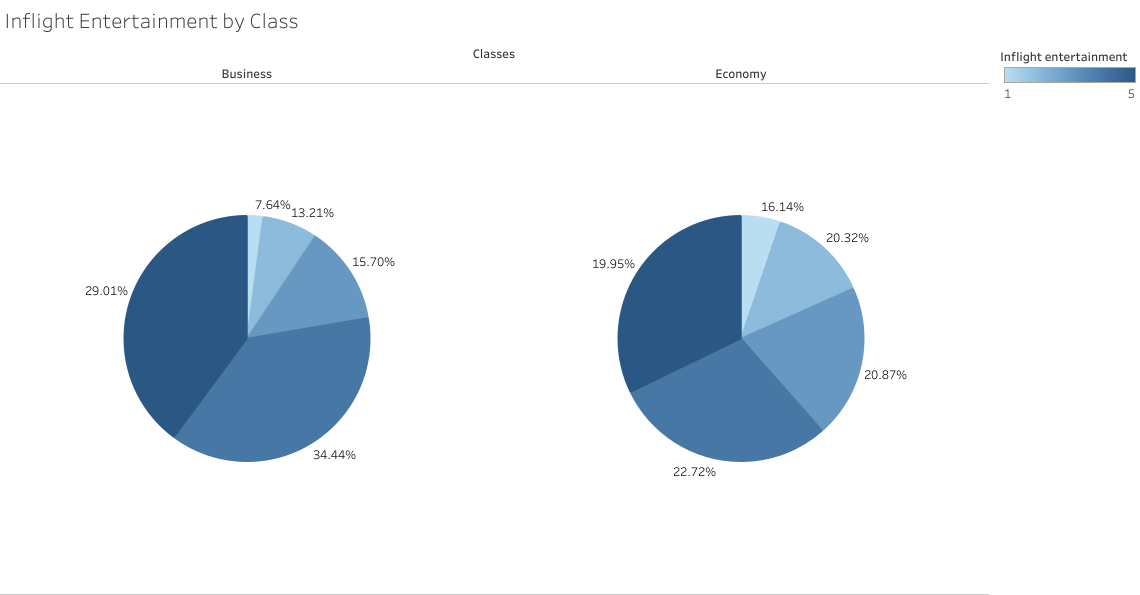 Inflight Entertainment by Class
Classes
Business
Economy
Inflight entertainment
1
5
7.64%
13.21%
15.70%
29.01%
34.44%
16.14%
20.32%
19.95%
20.87%
22.72%